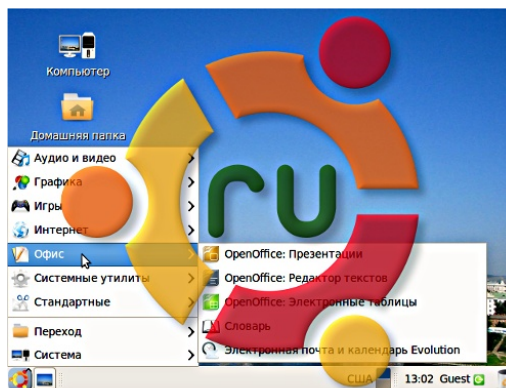 Компьютер
Домашняя папка
Аудио и видео
Графика
Игры
Интернет
Офис
Системные утилиты
Стандартные
Переход
Система
OpenOffice: Презентации
OpenOffice: Редактор текстов
OpenOffice: Электронные таблицы
Словарь
Электронная почта и календарь Evolution
ru
США
13:02 Guest